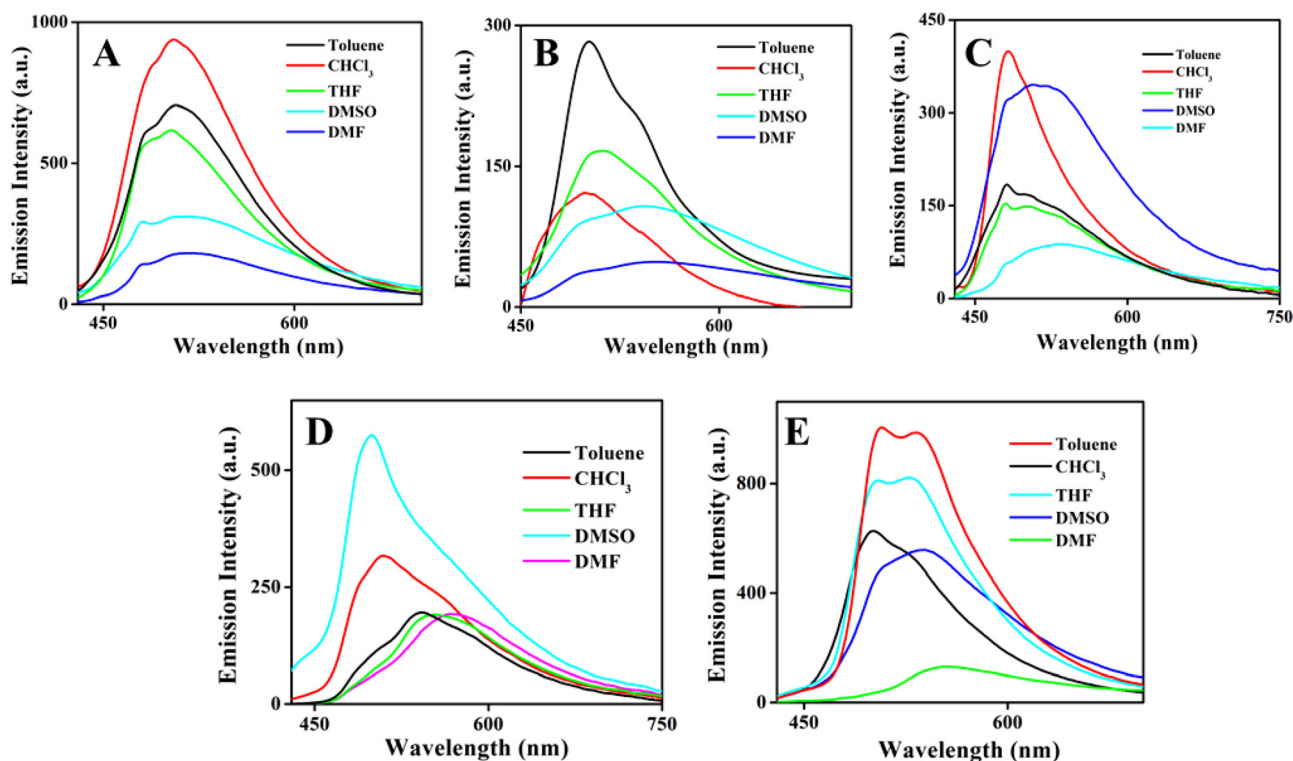 A
Emission Intensity (a.u.)
1000
500
0
450
600
Wavelength (nm)
Toluene
CHCl₃
THF
DMSO
DMF
B
Emission Intensity (a.u.)
300
150
0
450
600
Wavelength (nm)
Toluene
CHCl₃
THF
DMSO
DMF
C
Emission Intensity (a.u.)
450
300
150
0
450
600
750
Wavelength (nm)
Toluene
CHCl₃
THF
DMSO
DMF
D
Emission Intensity (a.u.)
500
250
0
450
600
750
Wavelength (nm)
Toluene
CHCl₃
THF
DMSO
DMF
E
Emission Intensity (a.u.)
800
400
0
450
600
Wavelength (nm)
Toluene
CHCl₃
THF
DMSO
DMF